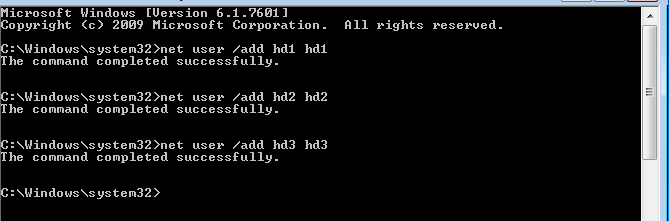 Microsoft Windows [Version 6.1.7601]
Copyright (c) 2009 Microsoft Corporation.  All rights reserved.
C:\Windows\system32>net user /add hd1 hd1
The command completed successfully.
C:\Windows\system32>net user /add hd2 hd2
The command completed successfully.
C:\Windows\system32>net user /add hd3 hd3
The command completed successfully.
C:\Windows\system32>